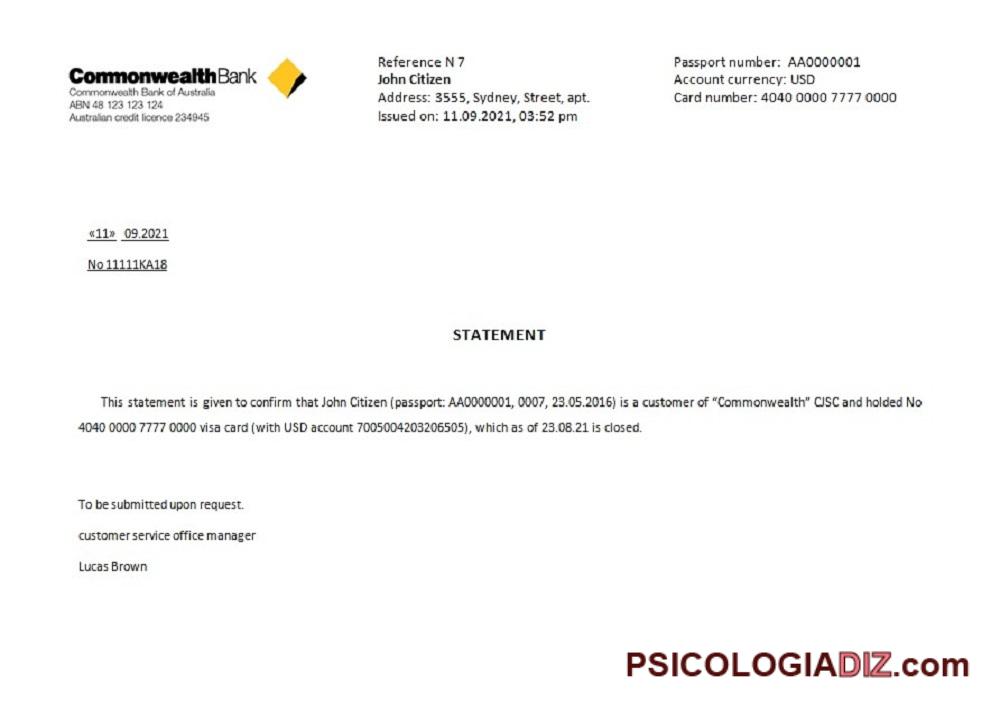 CommonwealthBank
Commonwealth Bank of Australia
ABN 48 123 123 124
Australian credit licence 234945
Reference N 7
John Citizen
Address: 3555, Sydney, Street, apt.
Issued on: 11.09.2021, 03:52 pm
Passport number: AA0000001
Account currency: USD
Card number: 4040 0000 7777 0000
«11» 09.2021
No 11111KA18
STATEMENT
This statement is given to confirm that John Citizen (passport: AA0000001, 0007, 23.05.2016) is a customer of “Commonwealth” CJSC and holded No
4040 0000 7777 0000 visa card (with USD account 7005004203206505), which as of 23.08.21 is closed.
To be submitted upon request.
customer service office manager
Lucas Brown
PSICOLOGIADIZ.com